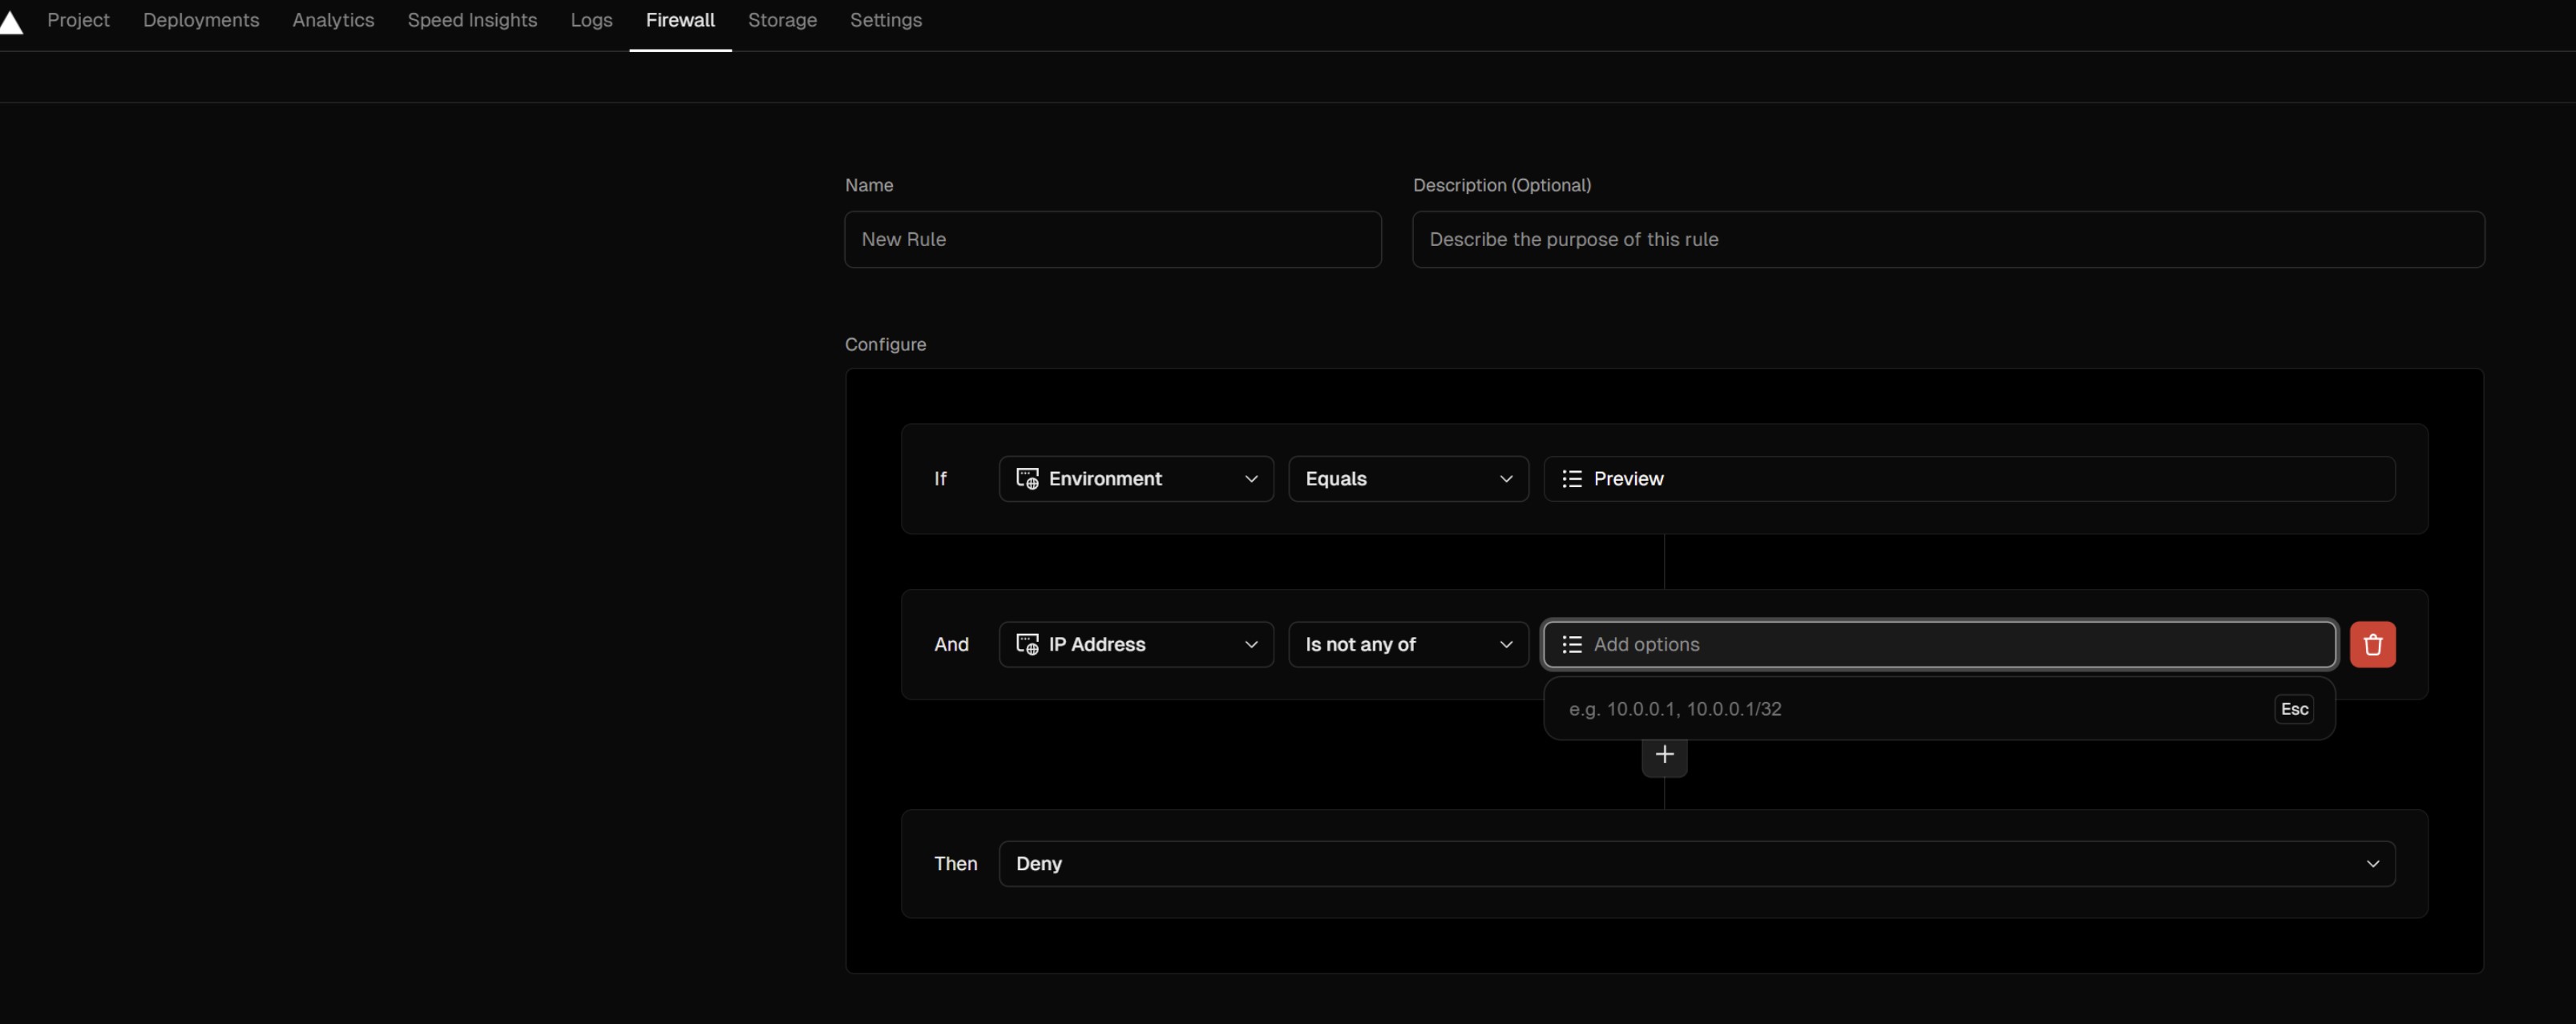 Project Deployments Analytics Speed Insights Logs Firewall Storage Settings
Name Description (Optional)
New Rule Describe the purpose of this rule
Configure
If Environment Equals Preview
And IP Address Is not any of Add options
e.g. 10.0.0.1, 10.0.0.1/32 Esc
Then Deny